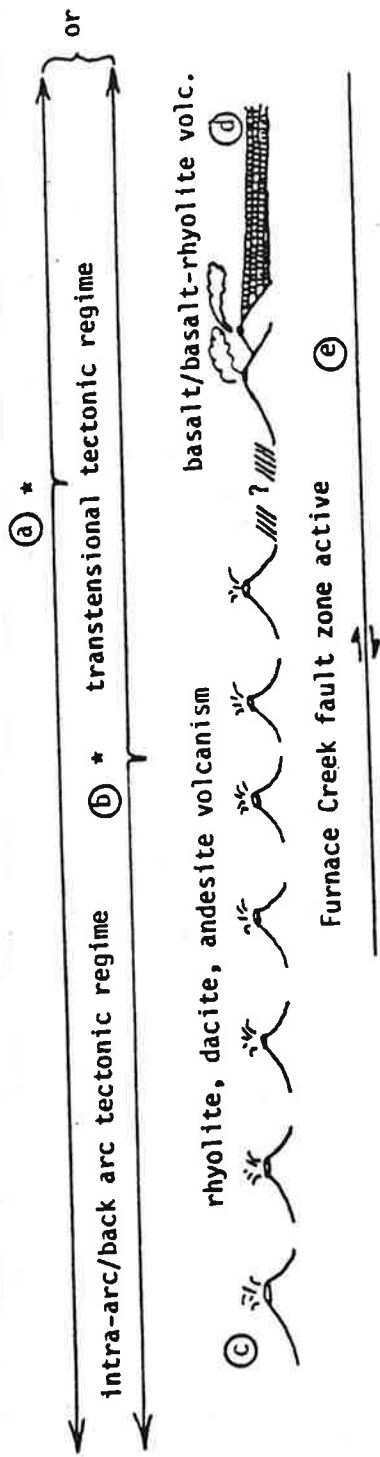 or
ⓐ *
intra-arc/back arc tectonic regime ⓑ * transtensional tectonic regime
basalt/basalt-rhyolite volc.
rhyolite, dacite, andesite volcanism
ⓒ ? ⓓ
Furnace Creek fault zone active ⓔ